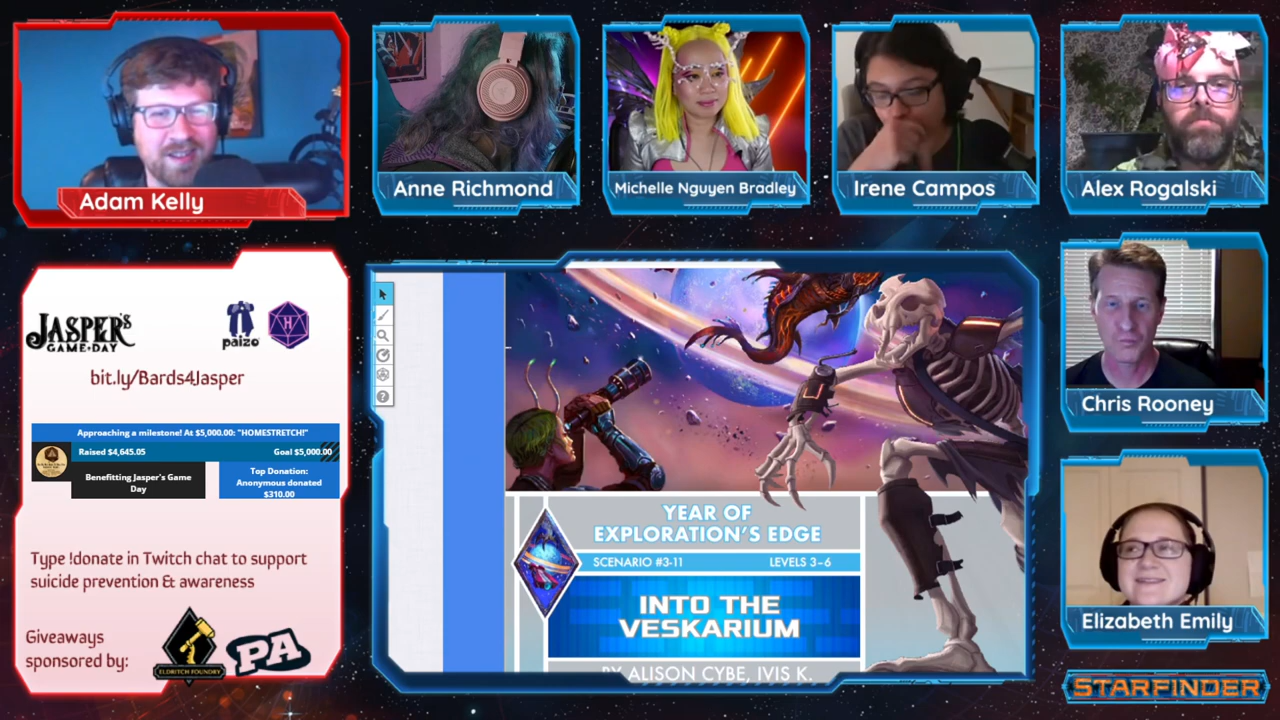 Adam Kelly
Anne Richmond
Michelle Nguyen Bradley
Irene Campos
Alex Rogalski
JASPER'S
GAME DAY
paizo
H
bit.ly/Bards4Jasper
Approaching a milestone! At $5,000.00: "HOMESTRETCH!"
Raised $4,645.05
Goal $5,000.00
Benefitting Jasper's Game
Day
Top Donation:
Anonymous donated
$310.00
Type !donate in Twitch chat to support
suicide prevention & awareness
Giveaways
sponsored by:
ELDRITCH FOUNDRY
PA
YEAR OF
EXPLORATION'S EDGE
SCENARIO #3-11
LEVELS 3–6
INTO THE
VESKARIUM
BY ALISON CYBE, IVIS K.
Chris Rooney
Elizabeth Emily
STARFINDER